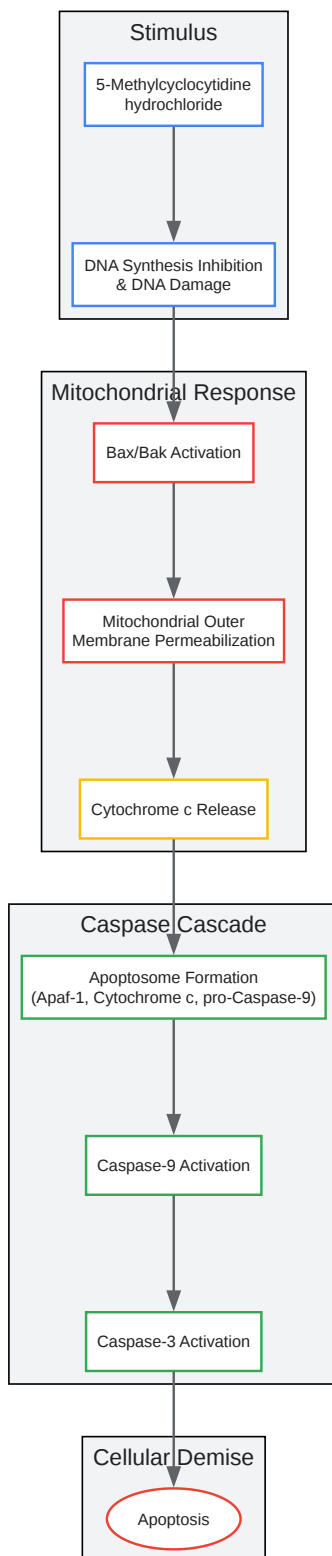 Stimulus
5-Methylcyclocytidine
hydrochloride
DNA Synthesis Inhibition
& DNA Damage
Mitochondrial Response
Bax/Bak Activation
Mitochondrial Outer
Membrane Permeabilization
Cytochrome c Release
Caspase Cascade
Apoptosome Formation
(Apaf-1, Cytochrome c, pro-Caspase-9)
Caspase-9 Activation
Caspase-3 Activation
Cellular Demise
Apoptosis